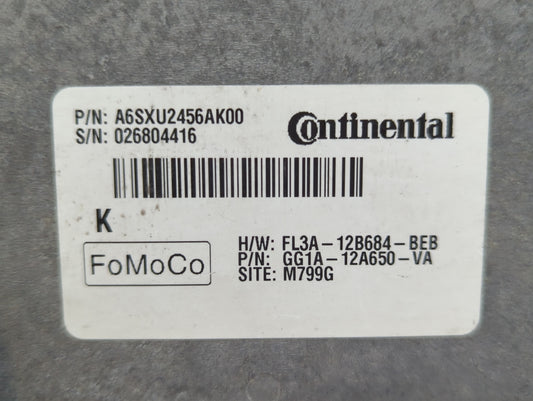 P/N: A6SXU2456AK00
S/N: 026804416
Continental
K
FoMoCo
H/W: FL3A-12B684-BEB
P/N: GG1A-12A650-VA
SITE: M799G